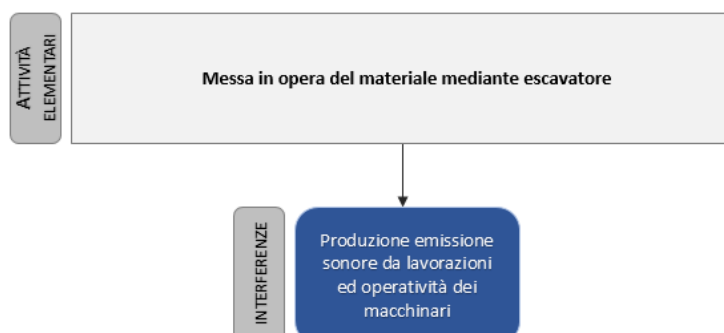 ATTIVITÀ
ELEMENTARI
Messa in opera del materiale mediante escavatore
INTERFERENZE
Produzione emissione
sonore da lavorazioni
ed operatività dei
macchinari